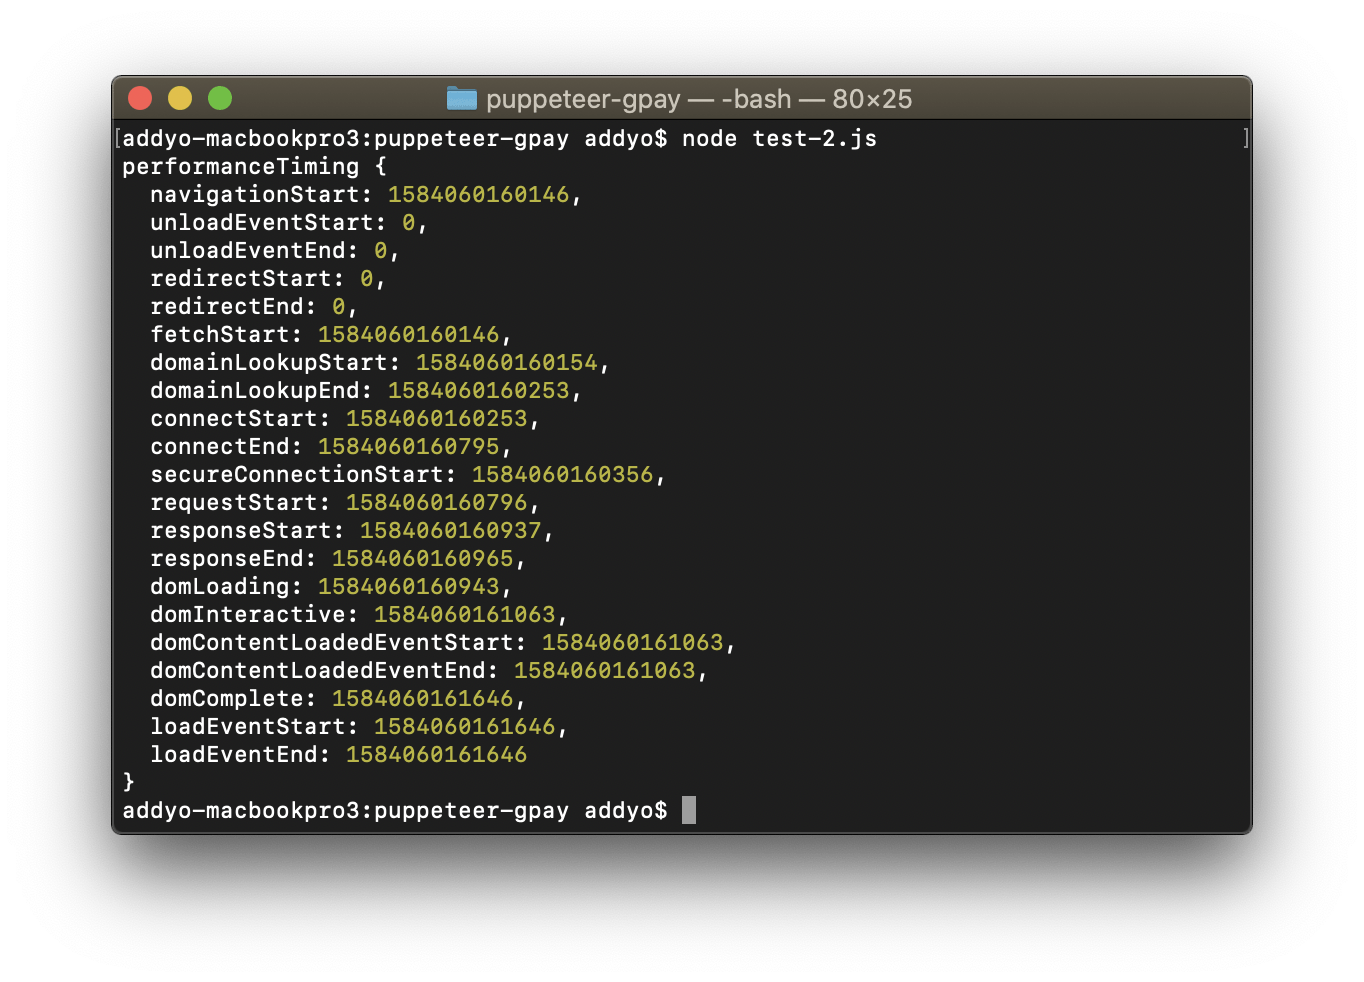 puppeteer-gpay — -bash — 80×25
[addyo-macbookpro3:puppeteer-gpay addyo$ node test-2.js ]
performanceTiming {
  navigationStart: 1584060160146,
  unloadEventStart: 0,
  unloadEventEnd: 0,
  redirectStart: 0,
  redirectEnd: 0,
  fetchStart: 1584060160146,
  domainLookupStart: 1584060160154,
  domainLookupEnd: 1584060160253,
  connectStart: 1584060160253,
  connectEnd: 1584060160795,
  secureConnectionStart: 1584060160356,
  requestStart: 1584060160796,
  responseStart: 1584060160937,
  responseEnd: 1584060160965,
  domLoading: 1584060160943,
  domInteractive: 1584060161063,
  domContentLoadedEventStart: 1584060161063,
  domContentLoadedEventEnd: 1584060161063,
  domComplete: 1584060161646,
  loadEventStart: 1584060161646,
  loadEventEnd: 1584060161646
}
addyo-macbookpro3:puppeteer-gpay addyo$